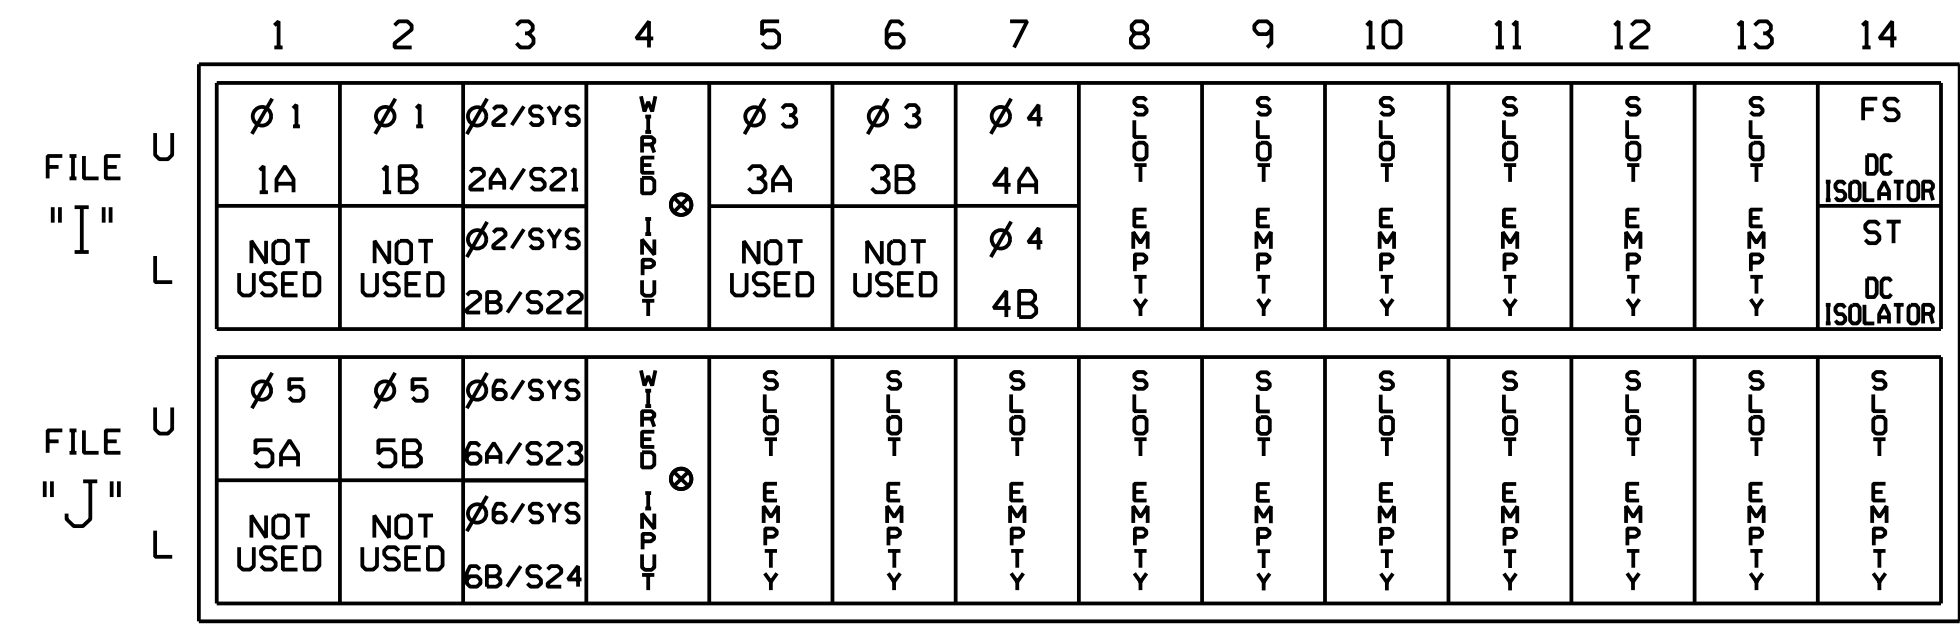 1 2 3 4 5 6 7 8 9 10 11 12 13 14
FILE "I"
U
Ø 1 1A
Ø 1 1B
Ø2/SYS 2A/S21
WIRED INPUT ⊗
Ø 3 3A
Ø 3 3B
Ø 4 4A
SLOT EMPTY
SLOT EMPTY
SLOT EMPTY
SLOT EMPTY
SLOT EMPTY
SLOT EMPTY
FS DC ISOLATOR
L
NOT USED
NOT USED
Ø2/SYS 2B/S22
NOT USED
NOT USED
Ø 4 4B
ST DC ISOLATOR
FILE "J"
U
Ø 5 5A
Ø 5 5B
Ø6/SYS 6A/S23
WIRED INPUT ⊗
SLOT EMPTY
SLOT EMPTY
SLOT EMPTY
SLOT EMPTY
SLOT EMPTY
SLOT EMPTY
SLOT EMPTY
SLOT EMPTY
SLOT EMPTY
SLOT EMPTY
L
NOT USED
NOT USED
Ø6/SYS 6B/S24